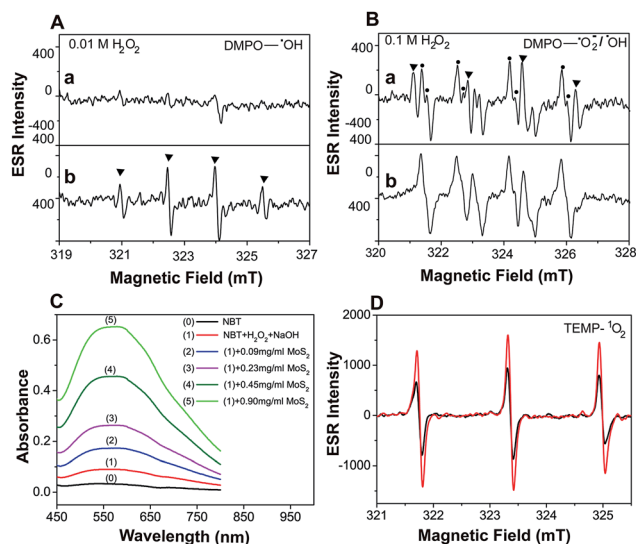 A
0.01 M H₂O₂
DMPO—•OH
a
b
ESR Intensity
400
0
-400
400
0
400
319 321 323 325 327
Magnetic Field (mT)
B
0.1 M H₂O₂
DMPO—•O₂⁻/•OH
a
b
ESR Intensity
400
0
-400
400
0
400
320 322 324 326 328
Magnetic Field (mT)
C
(0) NBT
(1) NBT+H₂O₂+NaOH
(2) (1)+0.09mg/ml MoS₂
(3) (1)+0.23mg/ml MoS₂
(4) (1)+0.45mg/ml MoS₂
(5) (1)+0.90mg/ml MoS₂
(5)
(4)
(3)
(2)
(1)
(0)
Absorbance
0.6
0.4
0.2
0.0
450 550 650 750 850 950
Wavelength (nm)
D
TEMP- ¹O₂
ESR Intensity
2000
1000
0
-1000
321 322 323 324 325
Magnetic Field (mT)